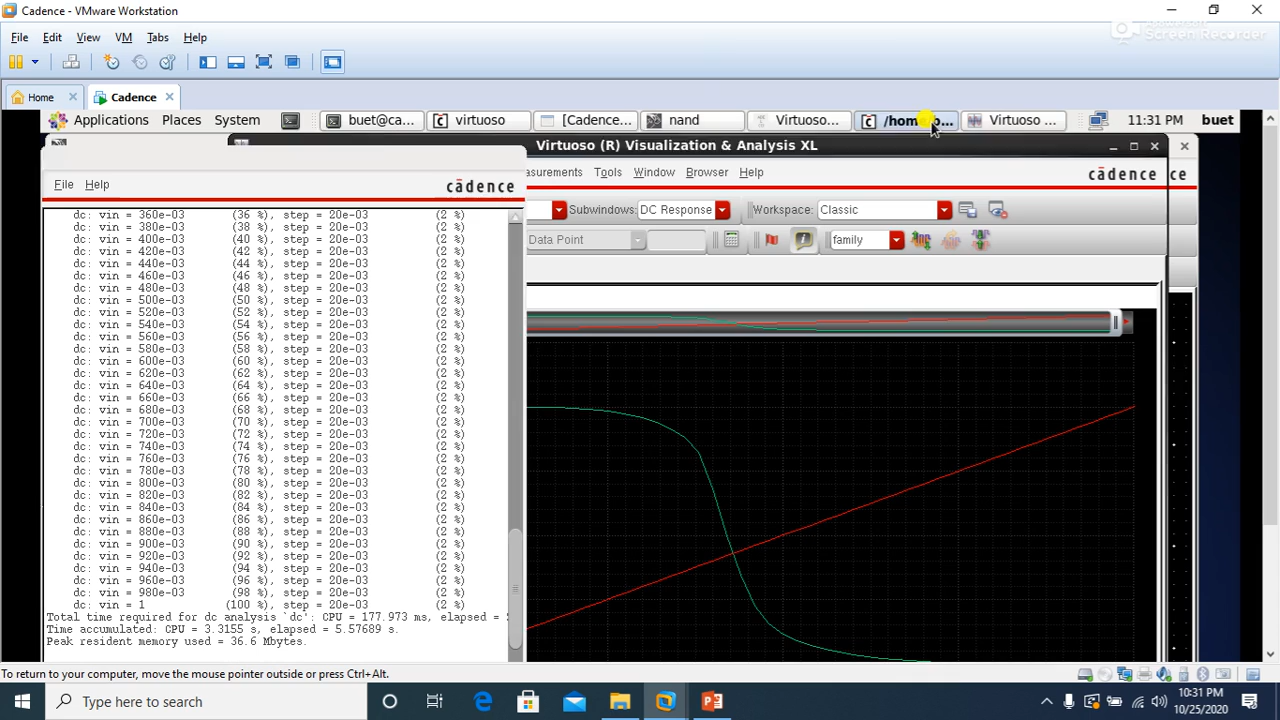 Cadence - VMware Workstation
File Edit View VM Tabs Help
Screen Recorder
Home Cadence
Applications Places System buet@ca... virtuoso [Cadence... nand Virtuoso... Virtuoso ... 11:31 PM buet
Virtuoso (R) Visualization & Analysis XL
asurements Tools Window Browser Help cādence ce
File Help cādence
Subwindows: DC Response Workspace: Classic
Data Point family
dc: vin = 360e-03 (36 %), step = 20e-03 (2 %)
dc: vin = 380e-03 (38 %), step = 20e-03 (2 %)
dc: vin = 400e-03 (40 %), step = 20e-03 (2 %)
dc: vin = 420e-03 (42 %), step = 20e-03 (2 %)
dc: vin = 440e-03 (44 %), step = 20e-03 (2 %)
dc: vin = 460e-03 (46 %), step = 20e-03 (2 %)
dc: vin = 480e-03 (48 %), step = 20e-03 (2 %)
dc: vin = 500e-03 (50 %), step = 20e-03 (2 %)
dc: vin = 520e-03 (52 %), step = 20e-03 (2 %)
dc: vin = 540e-03 (54 %), step = 20e-03 (2 %)
dc: vin = 560e-03 (56 %), step = 20e-03 (2 %)
dc: vin = 580e-03 (58 %), step = 20e-03 (2 %)
dc: vin = 600e-03 (60 %), step = 20e-03 (2 %)
dc: vin = 620e-03 (62 %), step = 20e-03 (2 %)
dc: vin = 640e-03 (64 %), step = 20e-03 (2 %)
dc: vin = 660e-03 (66 %), step = 20e-03 (2 %)
dc: vin = 680e-03 (68 %), step = 20e-03 (2 %)
dc: vin = 700e-03 (70 %), step = 20e-03 (2 %)
dc: vin = 720e-03 (72 %), step = 20e-03 (2 %)
dc: vin = 740e-03 (74 %), step = 20e-03 (2 %)
dc: vin = 760e-03 (76 %), step = 20e-03 (2 %)
dc: vin = 780e-03 (78 %), step = 20e-03 (2 %)
dc: vin = 800e-03 (80 %), step = 20e-03 (2 %)
dc: vin = 820e-03 (82 %), step = 20e-03 (2 %)
dc: vin = 840e-03 (84 %), step = 20e-03 (2 %)
dc: vin = 860e-03 (86 %), step = 20e-03 (2 %)
dc: vin = 880e-03 (88 %), step = 20e-03 (2 %)
dc: vin = 900e-03 (90 %), step = 20e-03 (2 %)
dc: vin = 920e-03 (92 %), step = 20e-03 (2 %)
dc: vin = 940e-03 (94 %), step = 20e-03 (2 %)
dc: vin = 960e-03 (96 %), step = 20e-03 (2 %)
dc: vin = 980e-03 (98 %), step = 20e-03 (2 %)
dc: vin = 1 (100 %), step = 20e-03 (2 %)
Total time required for dc analysis `dc': CPU = 177.973 ms, elapsed =
Time accumulated: CPU = 3.3155 s, elapsed = 5.57689 s.
Peak resident memory used = 36.6 Mbytes.
To return to your computer, move the mouse pointer outside or press Ctrl+Alt.
Type here to search
10:31 PM
10/25/2020